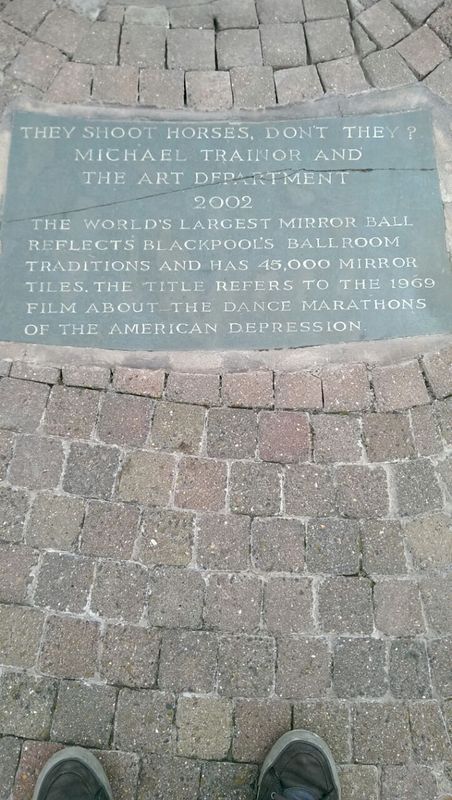 THEY SHOOT HORSES, DON'T THEY?
MICHAEL TRAINOR AND
THE ART DEPARTMENT
2002
THE WORLD'S LARGEST MIRROR BALL
REFLECTS BLACKPOOL'S BALLROOM
TRADITIONS AND HAS 45,000 MIRROR
TILES. THE TITLE REFERS TO THE 1969
FILM ABOUT THE DANCE MARATHONS
OF THE AMERICAN DEPRESSION.